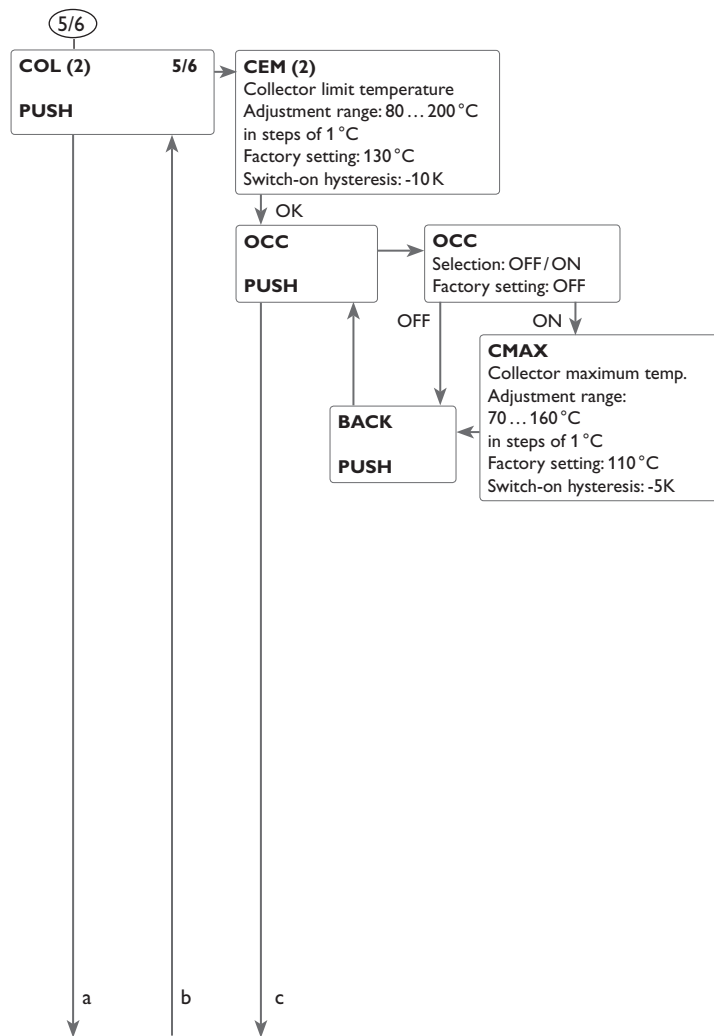 5/6
COL (2) 5/6
PUSH
CEM (2)
Collector limit temperature
Adjustment range: 80 … 200 °C
in steps of 1 °C
Factory setting: 130 °C
Switch-on hysteresis: -10 K
OK
OCC
PUSH
OCC
Selection: OFF / ON
Factory setting: OFF
OFF
ON
CMAX
Collector maximum temp.
Adjustment range:
70 … 160 °C
in steps of 1 °C
Factory setting: 110 °C
Switch-on hysteresis: -5K
BACK
PUSH
a
b
c